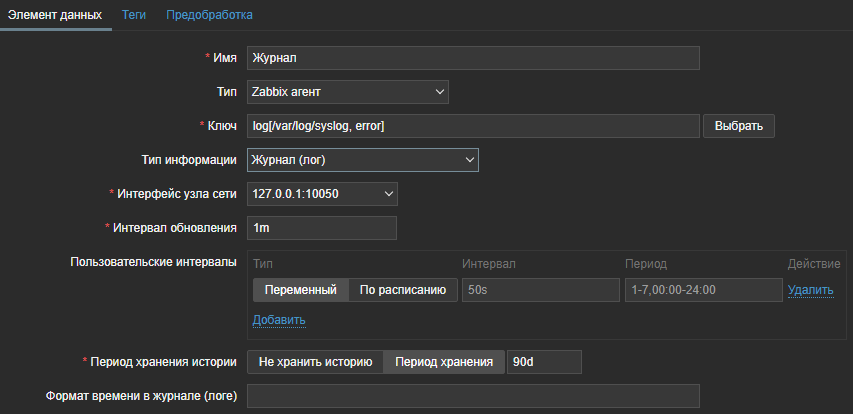 Элемент данных Теги Предобработка
* Имя Журнал
Тип Zabbix агент
* Ключ log[/var/log/syslog, error] Выбрать
Тип информации Журнал (лог)
* Интерфейс узла сети 127.0.0.1:10050
* Интервал обновления 1m
Пользовательские интервалы Тип Интервал Период Действие
Переменный По расписанию 50s 1-7,00:00-24:00 Удалить
Добавить
* Период хранения истории Не хранить историю Период хранения 90d
Формат времени в журнале (логе)